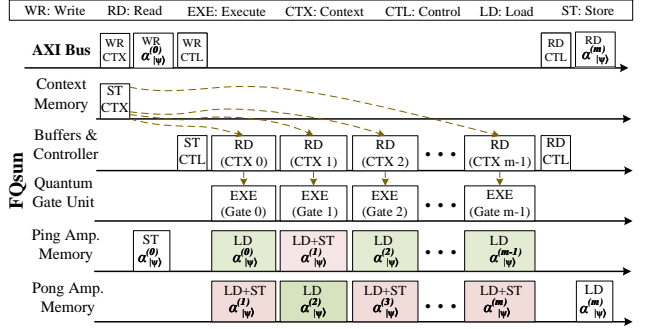 WR: Write RD: Read EXE: Execute CTX: Context CTL: Control LD: Load ST: Store
AXI Bus WR CTX WR α(0)|ψ⟩ WR CTL RD CTL RD α(m)|ψ⟩
Context Memory ST CTX
Buffers & Controller ST CTL RD (CTX 0) RD (CTX 1) RD (CTX 2) • • • RD (CTX m-1) RD CTL
FQsun
Quantum Gate Unit EXE (Gate 0) EXE (Gate 1) EXE (Gate 2) • • • EXE (Gate m-1)
Ping Amp. Memory ST α(0)|ψ⟩ LD α(0)|ψ⟩ LD+ST α(1)|ψ⟩ LD α(2)|ψ⟩ • • • LD α(m-1)|ψ⟩
Pong Amp. Memory LD+ST α(1)|ψ⟩ LD α(2)|ψ⟩ LD+ST α(3)|ψ⟩ • • • LD+ST α(m)|ψ⟩ LD α(m)|ψ⟩